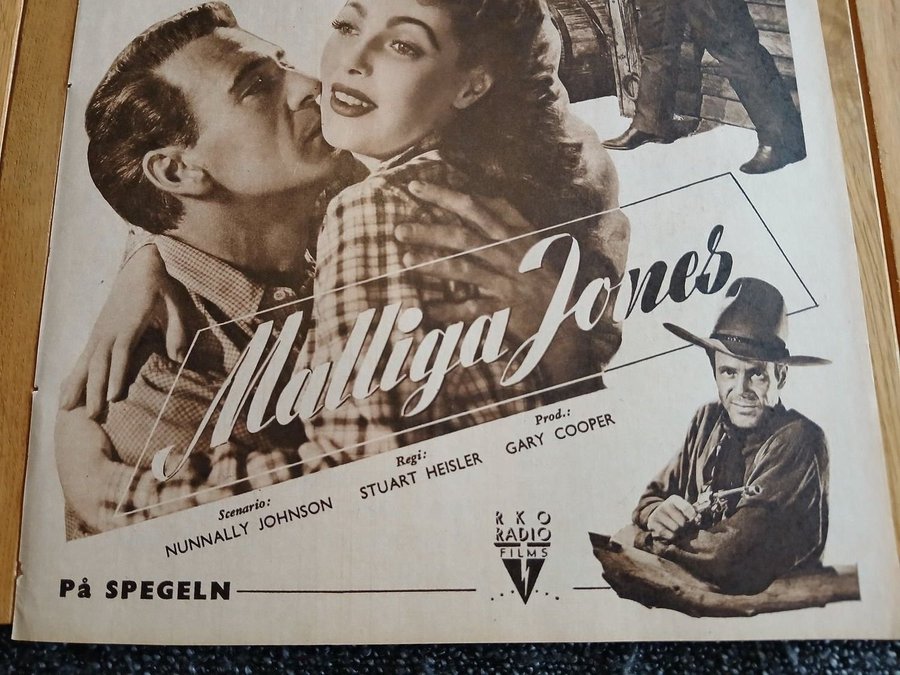 Malliga Jones
Scenario:
NUNNALLY JOHNSON
Regi:
STUART HEISLER
Prod.:
GARY COOPER
RKO
RADIO
FILMS
På SPEGELN